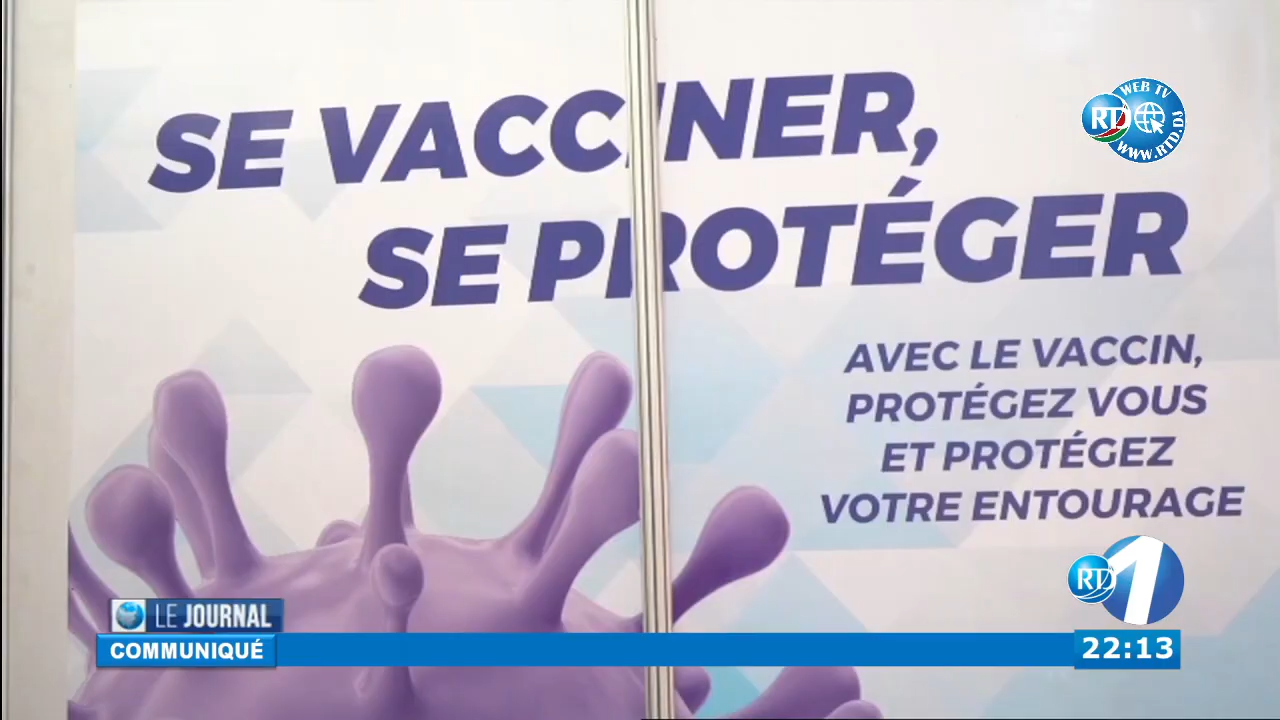 SE VACCINER,
SE PROTÉGER
AVEC LE VACCIN,
PROTÉGEZ VOUS
ET PROTÉGEZ
VOTRE ENTOURAGE
WEB TV
RTD
WWW.RTD.DJ
RTD 1
LE JOURNAL
COMMUNIQUÉ
22:13